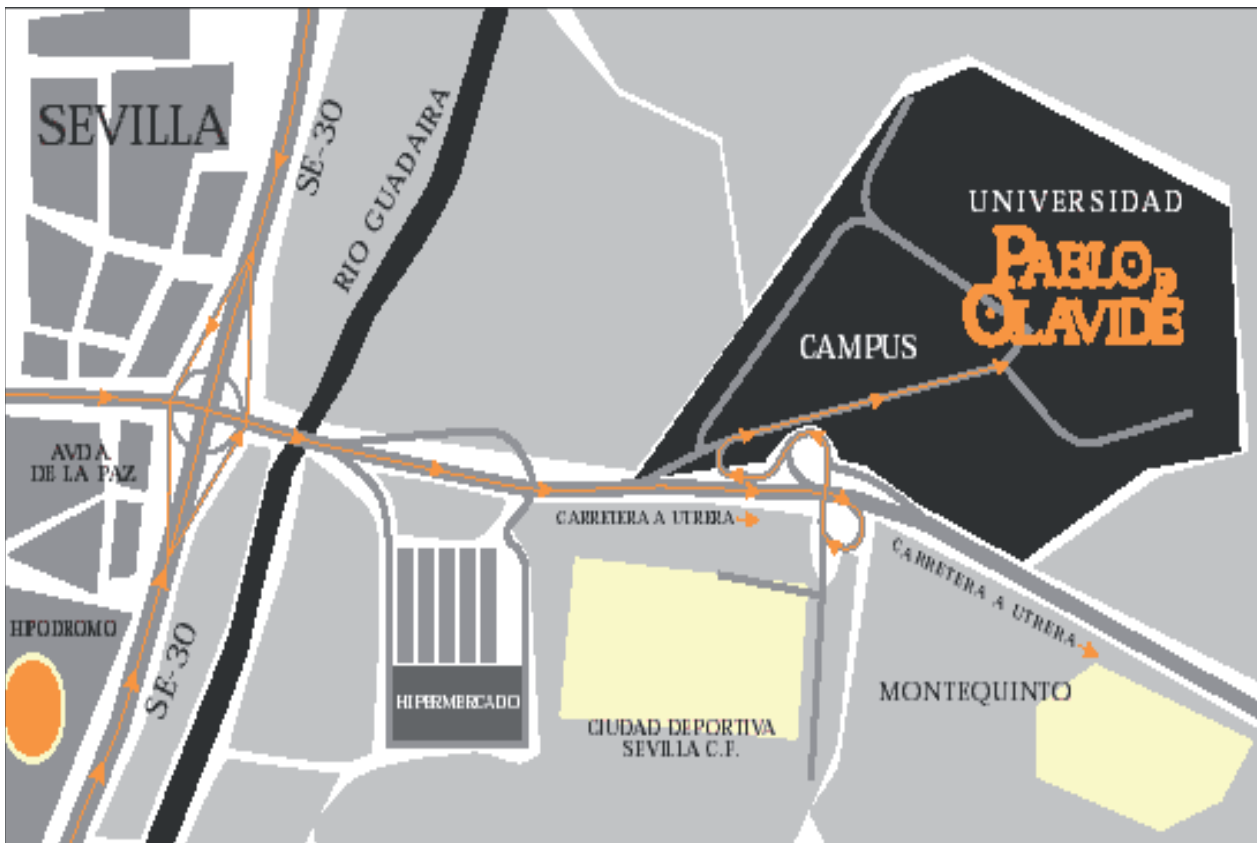 SEVILLA
SE-30
RIO GUADAIRA
UNIVERSIDAD
PABLO DE
OLAVIDE
CAMPUS
AVDA
DE LA PAZ
CARRETERA A UTRERA
CARRETERA A UTRERA
HIPODROMO
SE-30
HIPERMERCADO
MONTEQUINTO
CIUDAD DEPORTIVA
SEVILLA C.F.